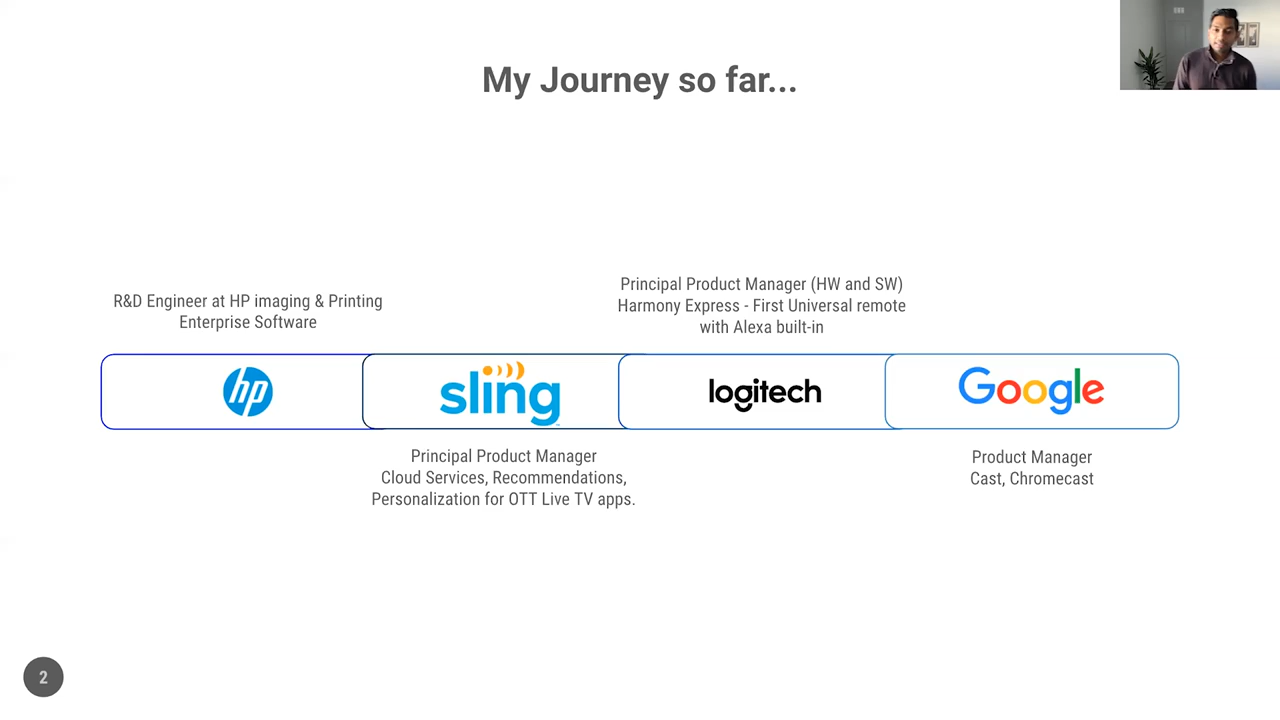 My Journey so far...
R&D Engineer at HP imaging & Printing
Enterprise Software
Principal Product Manager (HW and SW)
Harmony Express - First Universal remote
with Alexa built-in
hp
sling
logitech
Google
Principal Product Manager
Cloud Services, Recommendations,
Personalization for OTT Live TV apps.
Product Manager
Cast, Chromecast
2